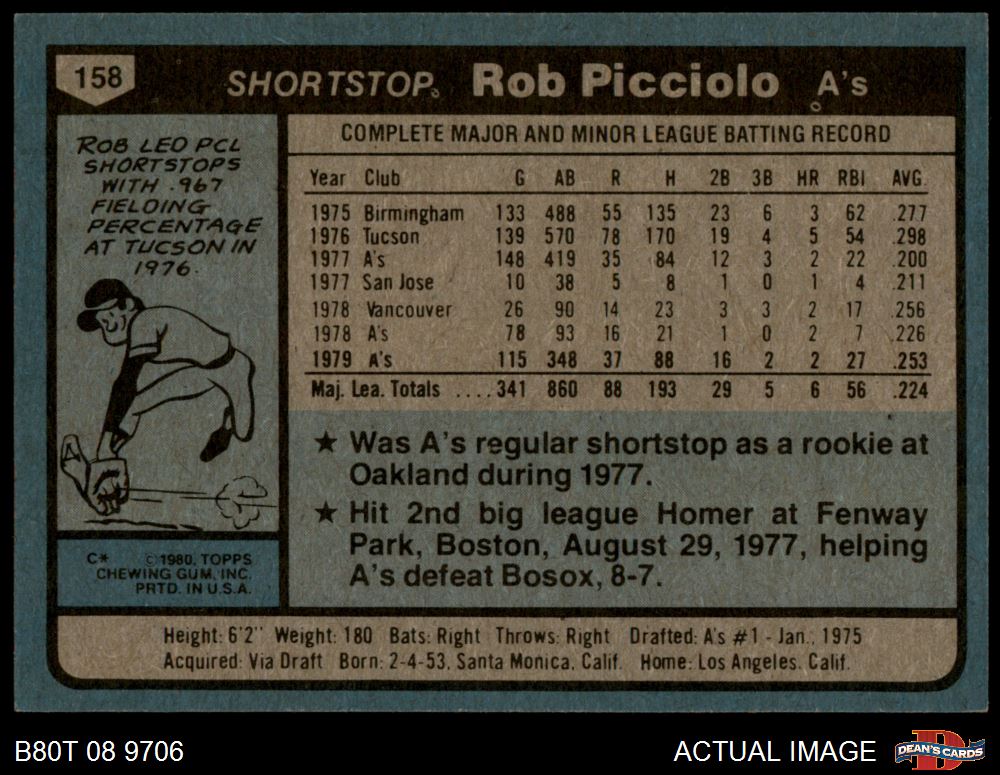 158
SHORTSTOP Rob Picciolo A's
ROB LED PCL
SHORTSTOPS
WITH .967
FIELDING
PERCENTAGE
AT TUCSON IN
1976.
C* ©1980, TOPPS
CHEWING GUM, INC.
PRTD. IN U.S.A.
COMPLETE MAJOR AND MINOR LEAGUE BATTING RECORD
Year Club G AB R H 2B 3B HR RBI AVG.
1975 Birmingham 133 488 55 135 23 6 3 62 .277
1976 Tucson 139 570 78 170 19 4 5 54 .298
1977 A's 148 419 35 84 12 3 2 22 .200
1977 San Jose 10 38 5 8 1 0 1 4 .211
1978 Vancouver 26 90 14 23 3 3 2 17 .256
1978 A's 78 93 16 21 1 0 2 7 .226
1979 A's 115 348 37 88 16 2 2 27 .253
Maj. Lea. Totals ....341 860 88 193 29 5 6 56 .224
★ Was A's regular shortstop as a rookie at
Oakland during 1977.
★ Hit 2nd big league Homer at Fenway
Park, Boston, August 29, 1977, helping
A's defeat Bosox, 8-7.
Height: 6'2" Weight: 180 Bats: Right Throws: Right Drafted: A's #1 - Jan., 1975
Acquired: Via Draft Born: 2-4-53, Santa Monica, Calif. Home: Los Angeles, Calif.
B80T 08 9706
ACTUAL IMAGE
D
DEAN'S CARDS